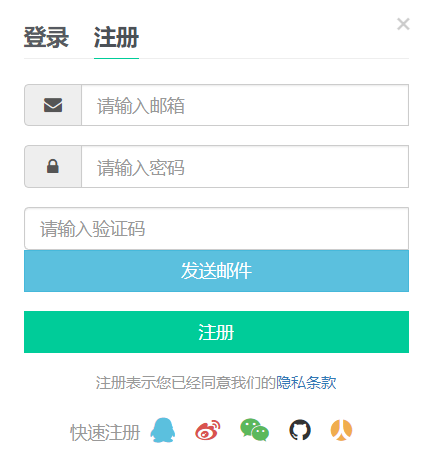 登录 注册 ×
请输入邮箱
请输入密码
请输入验证码
发送邮件
注册
注册表示您已经同意我们的隐私条款
快速注册